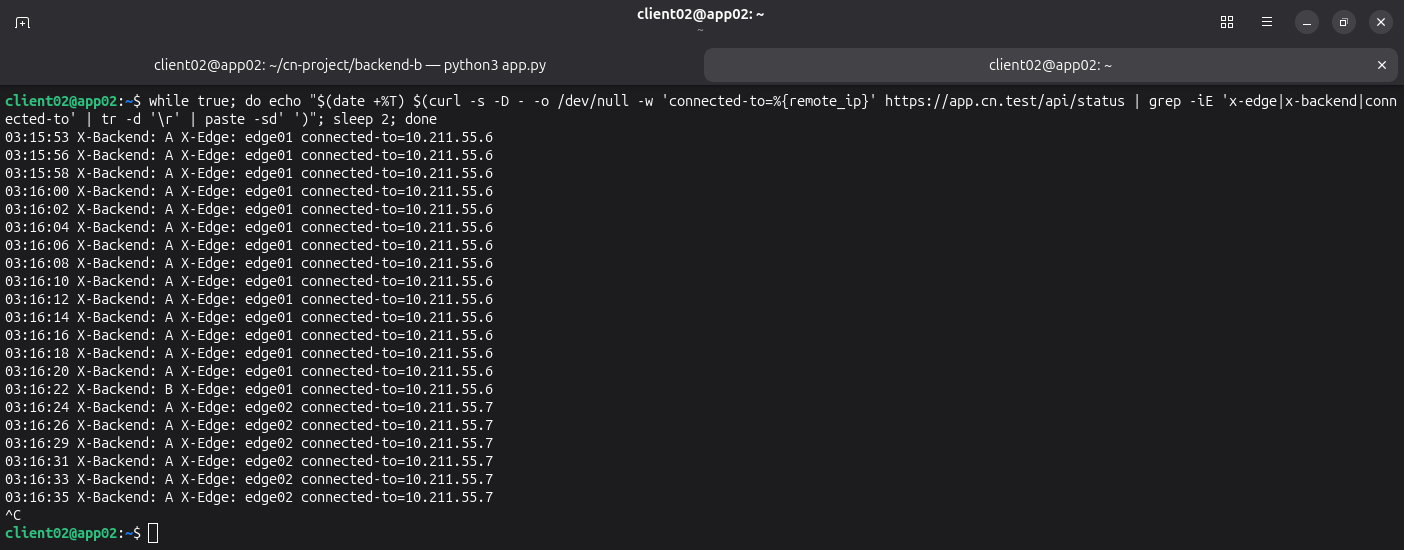 client02@app02: ~
~
client02@app02: ~/cn-project/backend-b — python3 app.py
client02@app02: ~
client02@app02:~$ while true; do echo "$(date +%T) $(curl -s -D - -o /dev/null -w 'connected-to=%{remote_ip}' https://app.cn.test/api/status | grep -iE 'x-edge|x-backend|conn
ected-to' | tr -d '\r' | paste -sd' ')"; sleep 2; done
03:15:53 X-Backend: A X-Edge: edge01 connected-to=10.211.55.6
03:15:56 X-Backend: A X-Edge: edge01 connected-to=10.211.55.6
03:15:58 X-Backend: A X-Edge: edge01 connected-to=10.211.55.6
03:16:00 X-Backend: A X-Edge: edge01 connected-to=10.211.55.6
03:16:02 X-Backend: A X-Edge: edge01 connected-to=10.211.55.6
03:16:04 X-Backend: A X-Edge: edge01 connected-to=10.211.55.6
03:16:06 X-Backend: A X-Edge: edge01 connected-to=10.211.55.6
03:16:08 X-Backend: A X-Edge: edge01 connected-to=10.211.55.6
03:16:10 X-Backend: A X-Edge: edge01 connected-to=10.211.55.6
03:16:12 X-Backend: A X-Edge: edge01 connected-to=10.211.55.6
03:16:14 X-Backend: A X-Edge: edge01 connected-to=10.211.55.6
03:16:16 X-Backend: A X-Edge: edge01 connected-to=10.211.55.6
03:16:18 X-Backend: A X-Edge: edge01 connected-to=10.211.55.6
03:16:20 X-Backend: A X-Edge: edge01 connected-to=10.211.55.6
03:16:22 X-Backend: B X-Edge: edge01 connected-to=10.211.55.6
03:16:24 X-Backend: A X-Edge: edge02 connected-to=10.211.55.7
03:16:26 X-Backend: A X-Edge: edge02 connected-to=10.211.55.7
03:16:29 X-Backend: A X-Edge: edge02 connected-to=10.211.55.7
03:16:31 X-Backend: A X-Edge: edge02 connected-to=10.211.55.7
03:16:33 X-Backend: A X-Edge: edge02 connected-to=10.211.55.7
03:16:35 X-Backend: A X-Edge: edge02 connected-to=10.211.55.7
^C
client02@app02:~$